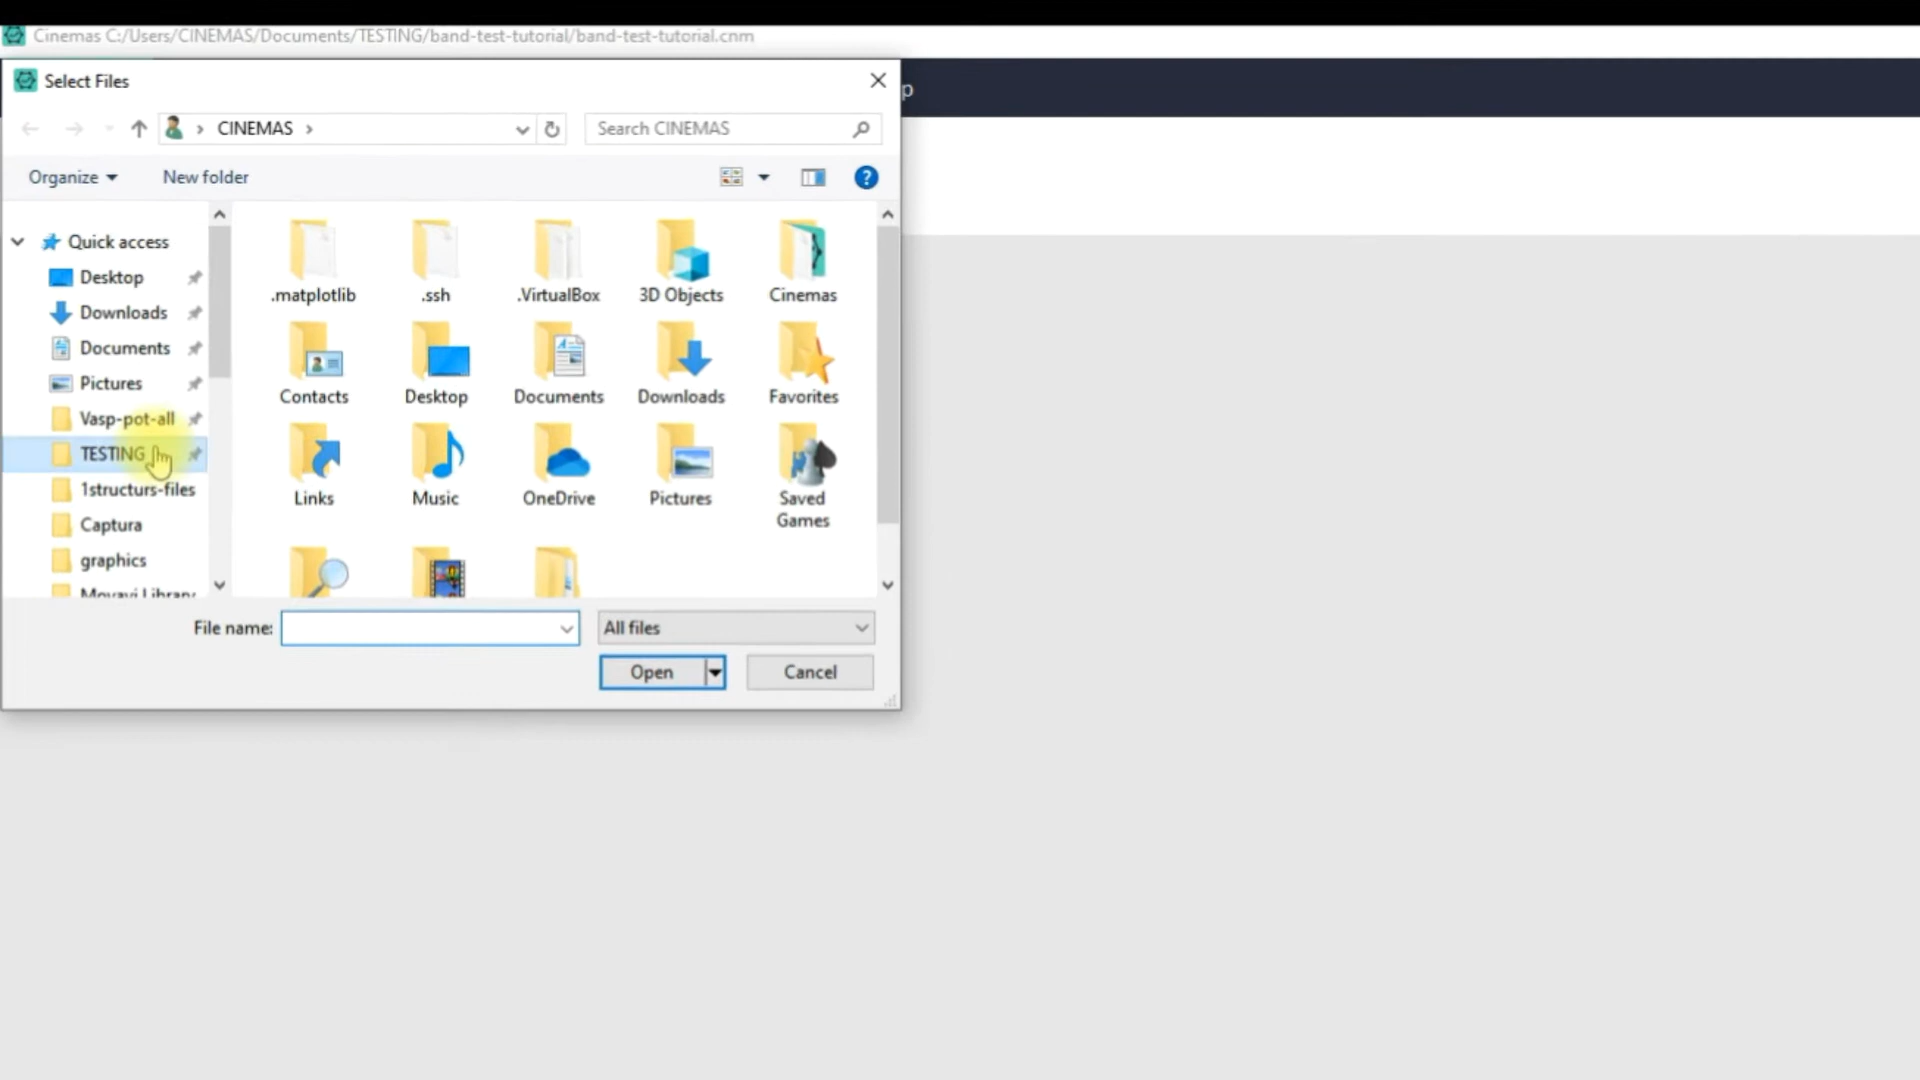 Cinemas C:/Users/CINEMAS/Documents/TESTING/band-test-tutorial/band-test-tutorial.cnm
Select Files
p
CINEMAS
Search CINEMAS
Organize
New folder
Quick access
Desktop
Downloads
Documents
Pictures
Vasp-pot-all
TESTING
1structurs-files
Captura
graphics
Movavi Library
.matplotlib
.ssh
.VirtualBox
3D Objects
Cinemas
Contacts
Desktop
Documents
Downloads
Favorites
Links
Music
OneDrive
Pictures
Saved
Games
File name:
All files
Open
Cancel